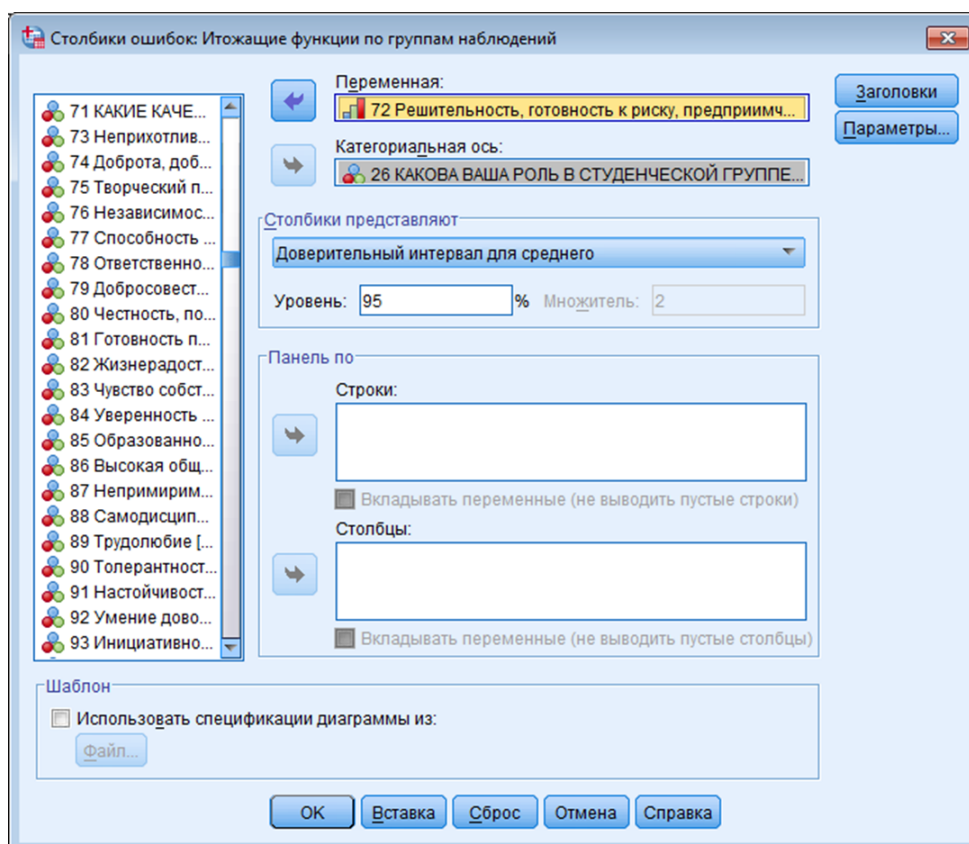 Столбики ошибок: Итожащие функции по группам наблюдений
71 КАКИЕ КАЧЕ...
73 Неприхотлив...
74 Доброта, доб...
75 Творческий п...
76 Независимос...
77 Способность ...
78 Ответственно...
79 Добросовест...
80 Честность, по...
81 Готовность п...
82 Жизнерадост...
83 Чувство собст...
84 Уверенность ...
85 Образованно...
86 Высокая общ...
87 Непримирим...
88 Самодисцип...
89 Трудолюбие [...
90 Толерантност...
91 Настойчивост...
92 Умение дово...
93 Инициативно...
Переменная:
72 Решительность, готовность к риску, предприимч...
Категориальная ось:
26 КАКОВА ВАША РОЛЬ В СТУДЕНЧЕСКОЙ ГРУППЕ...
Столбики представляют
Доверительный интервал для среднего
Уровень: 95 % Множитель: 2
Панель по
Строки:
Вкладывать переменные (не выводить пустые строки)
Столбцы:
Вкладывать переменные (не выводить пустые столбцы)
Заголовки
Параметры...
Шаблон
Использовать спецификации диаграммы из:
Файл...
OK Вставка Сброс Отмена Справка